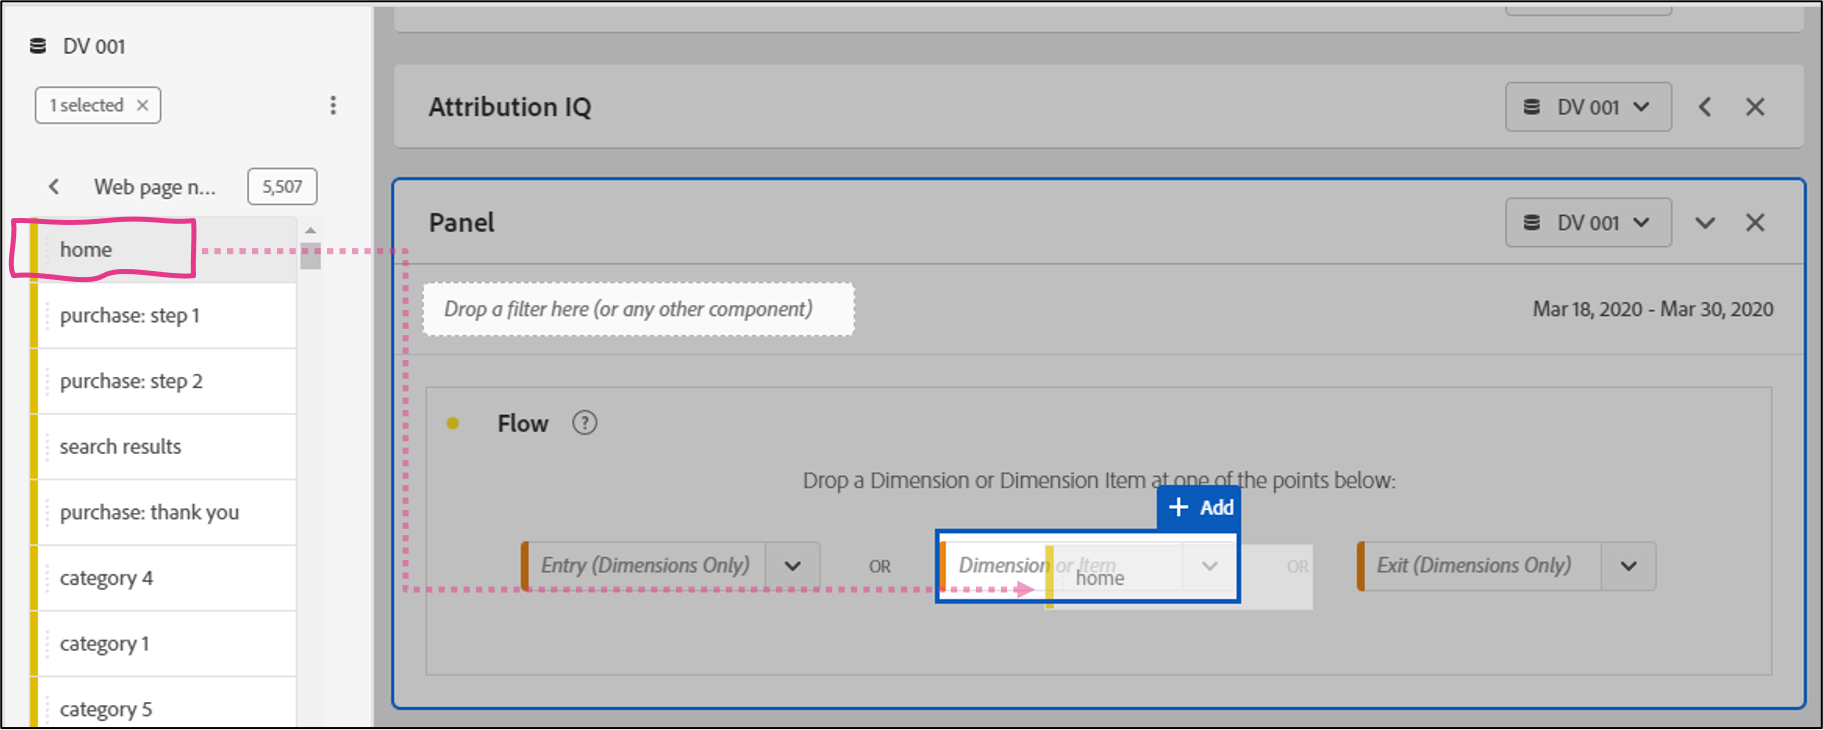 DV 001
1 selected
Web page n... 5,507
home
purchase: step 1
purchase: step 2
search results
purchase: thank you
category 4
category 1
category 5
Attribution IQ
DV 001
Panel
DV 001
Drop a filter here (or any other component)
Mar 18, 2020 - Mar 30, 2020
Flow ?
Drop a Dimension or Dimension Item at one of the points below:
+ Add
Entry (Dimensions Only) OR Dimension or Item OR Exit (Dimensions Only)
home